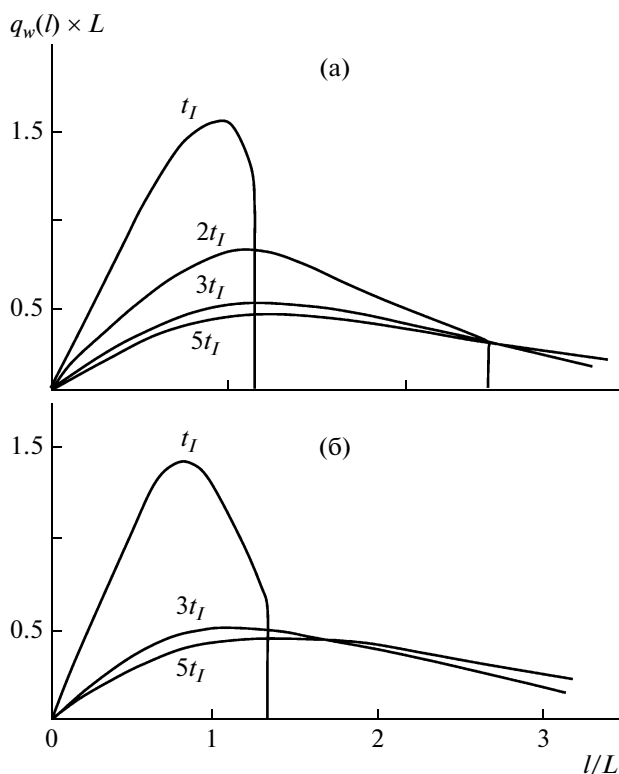 q_w(l) × L
(а)
1.5
t_I
2t_I
0.5
3t_I
5t_I
(б)
1.5
t_I
0.5
3t_I
5t_I
0 1 2 3
l/L